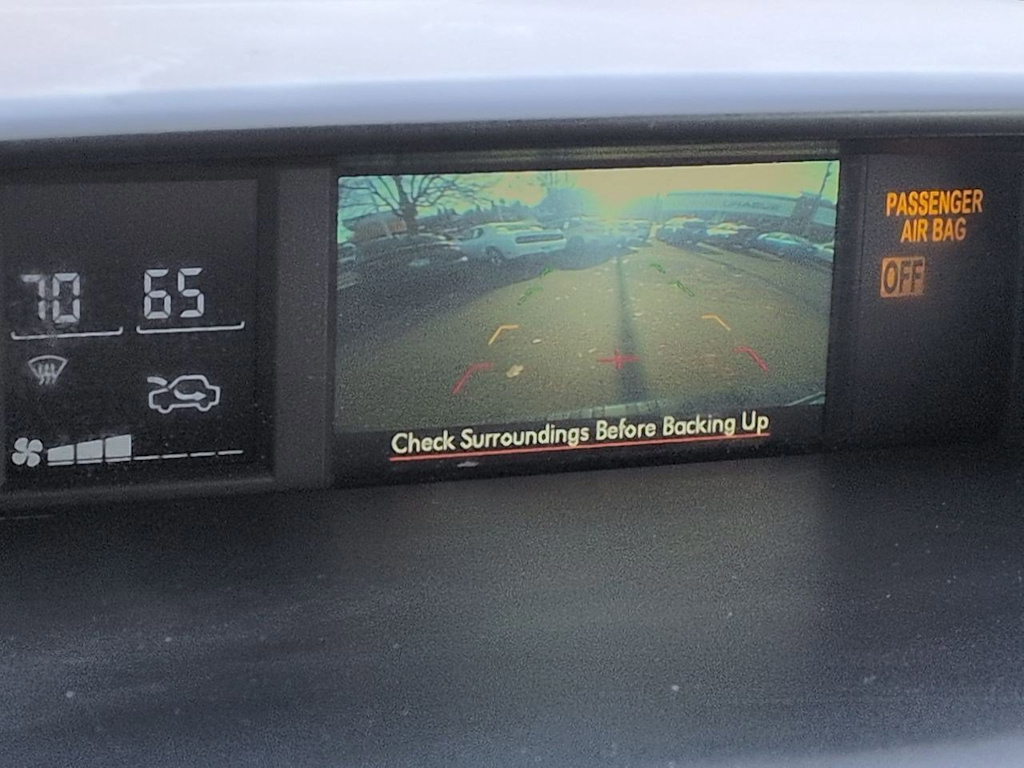 70 65
Check Surroundings Before Backing Up
PASSENGER
AIR BAG
OFF